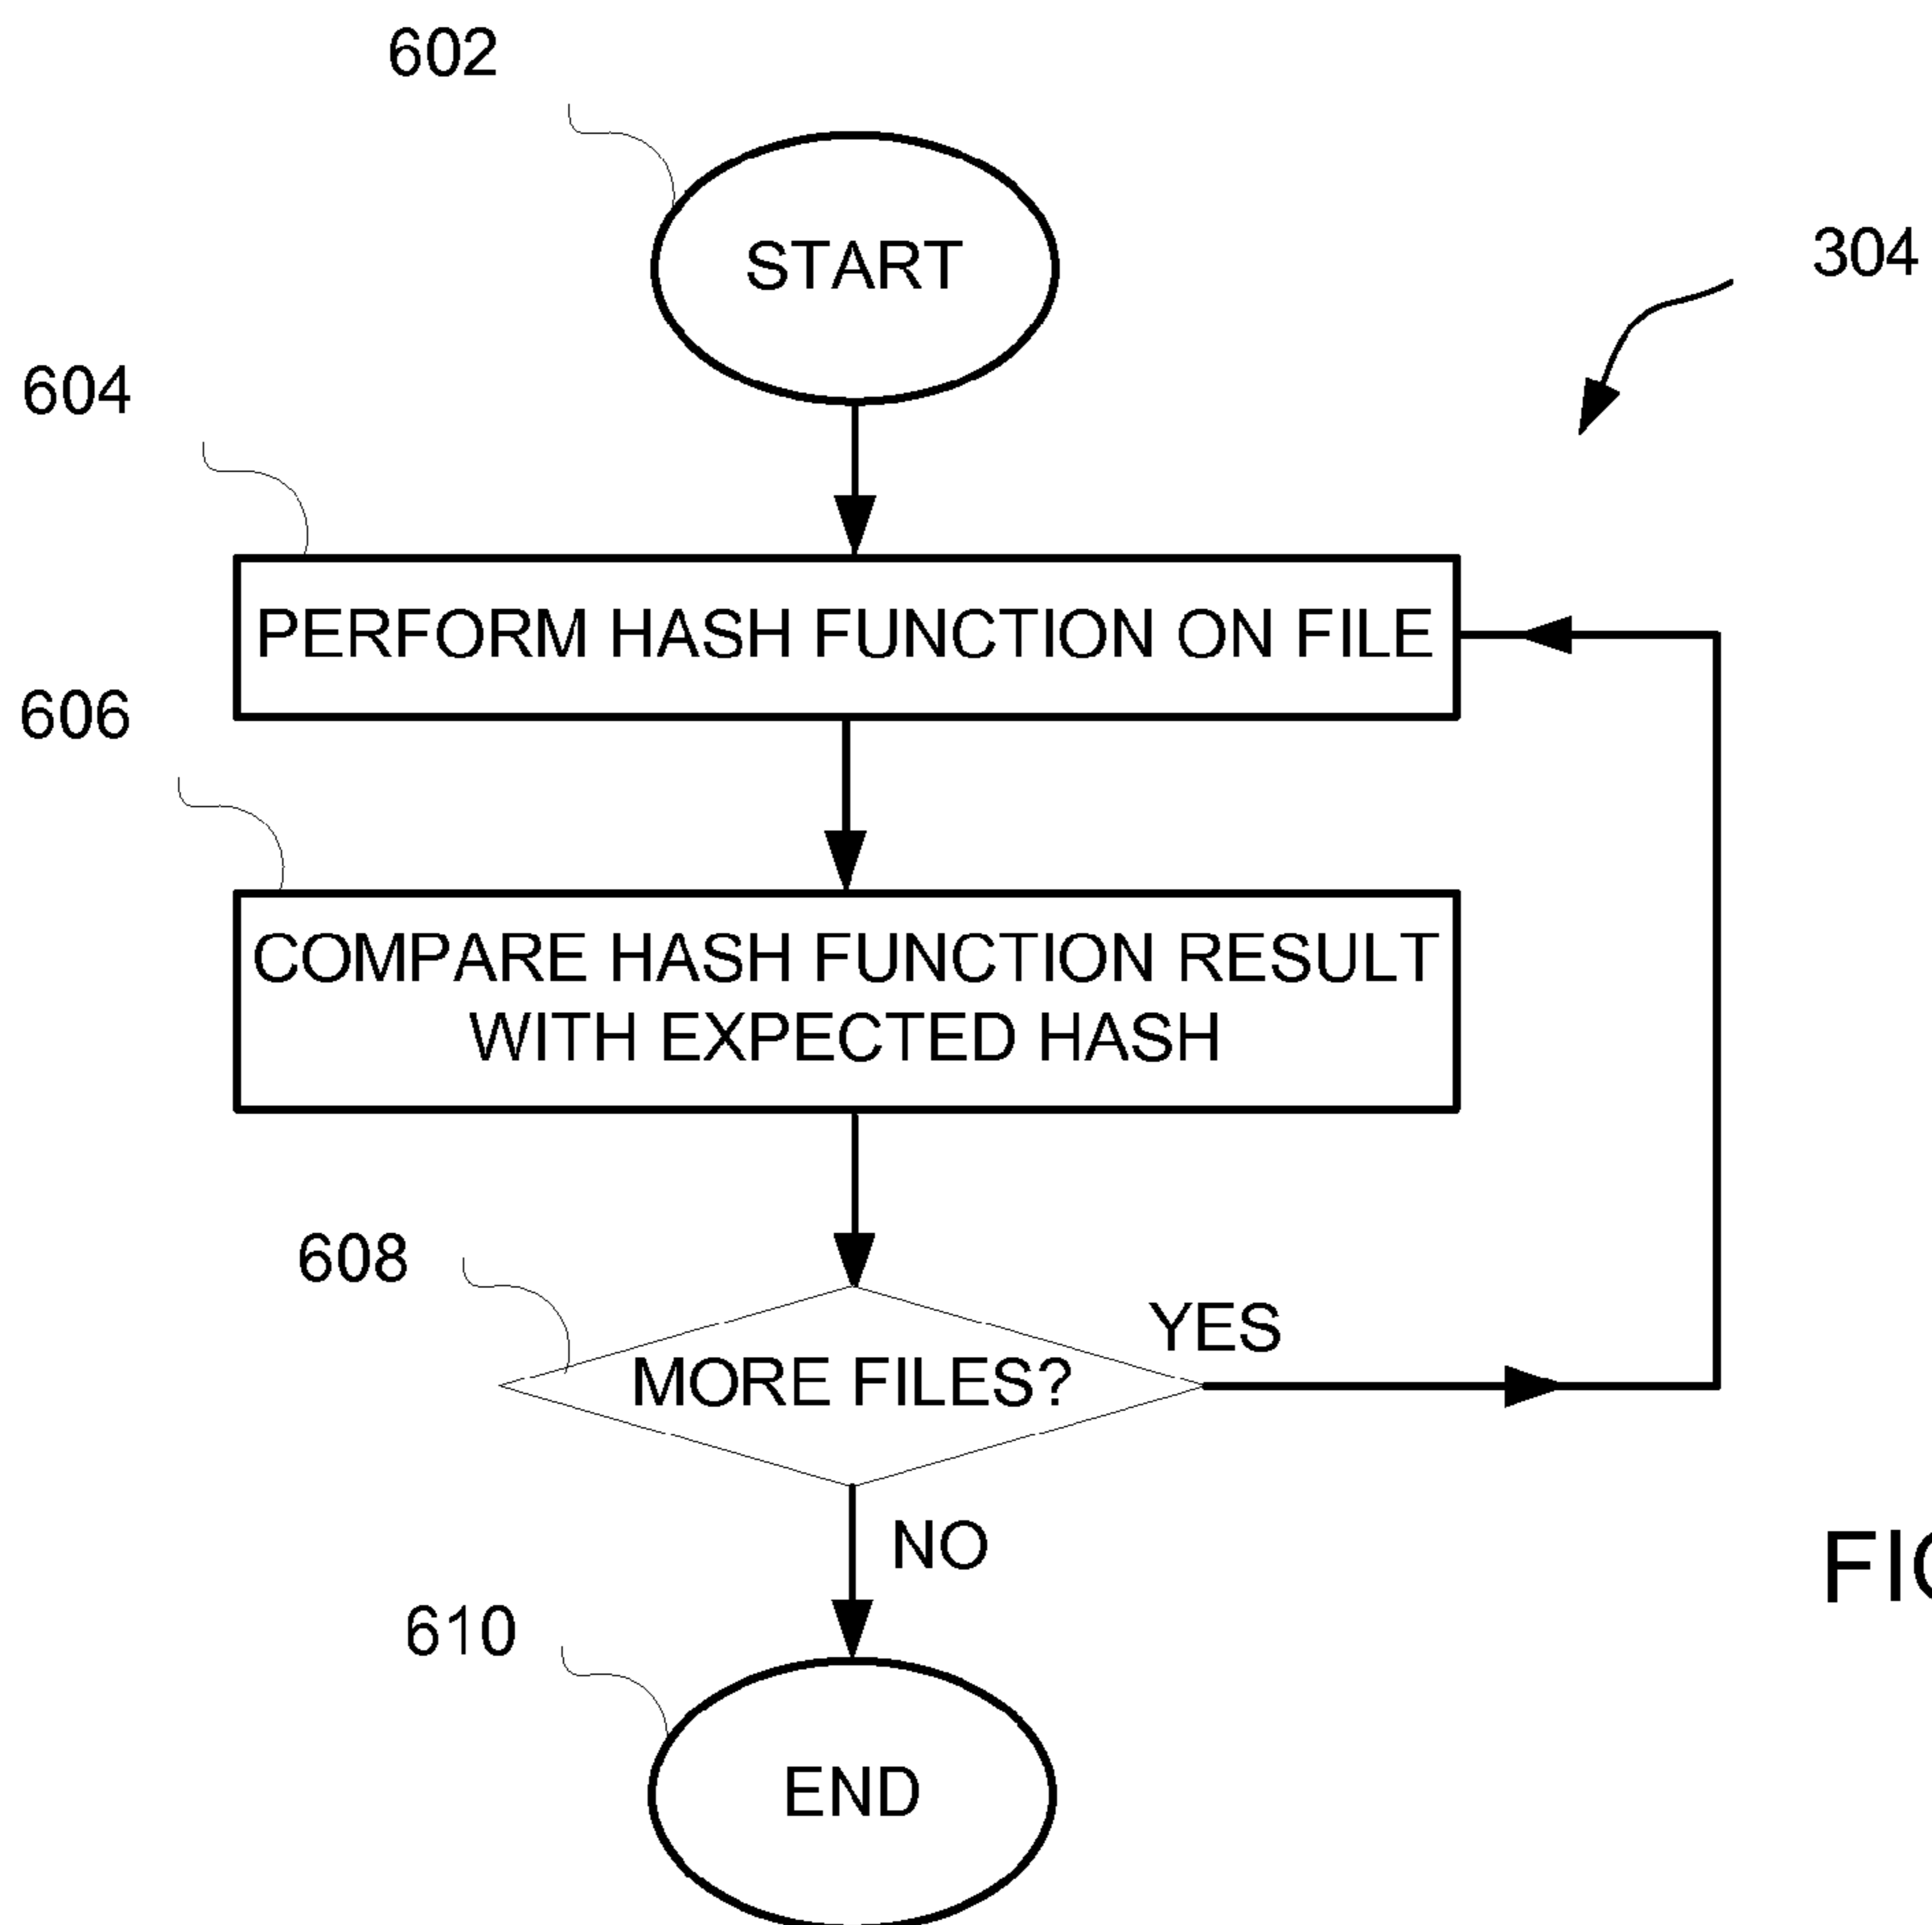 602
START
304
604
PERFORM HASH FUNCTION ON FILE
606
COMPARE HASH FUNCTION RESULT
WITH EXPECTED HASH
608
YES
MORE FILES?
NO
610
END